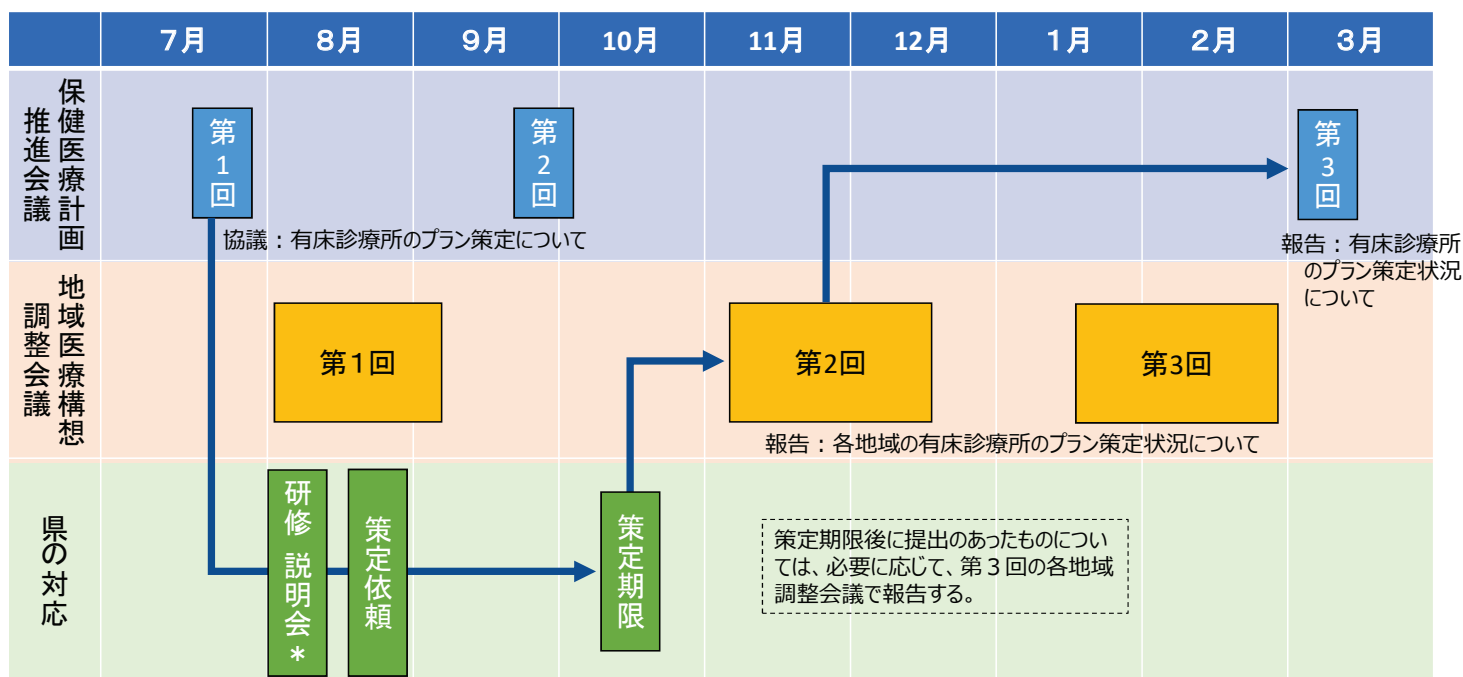 7月 8月 9月 10月 11月 12月 1月 2月 3月
保健医療計画
推進会議
第1回
第2回
第3回
協議：有床診療所のプラン策定について
報告：有床診療所
のプラン策定状況
について
地域医療構想
調整会議
第1回
第2回
第3回
報告：各地域の有床診療所のプラン策定状況について
県の対応
研修 説明会*
策定依頼
策定期限
策定期限後に提出のあったものについ
ては、必要に応じて、第３回の各地域
調整会議で報告する。